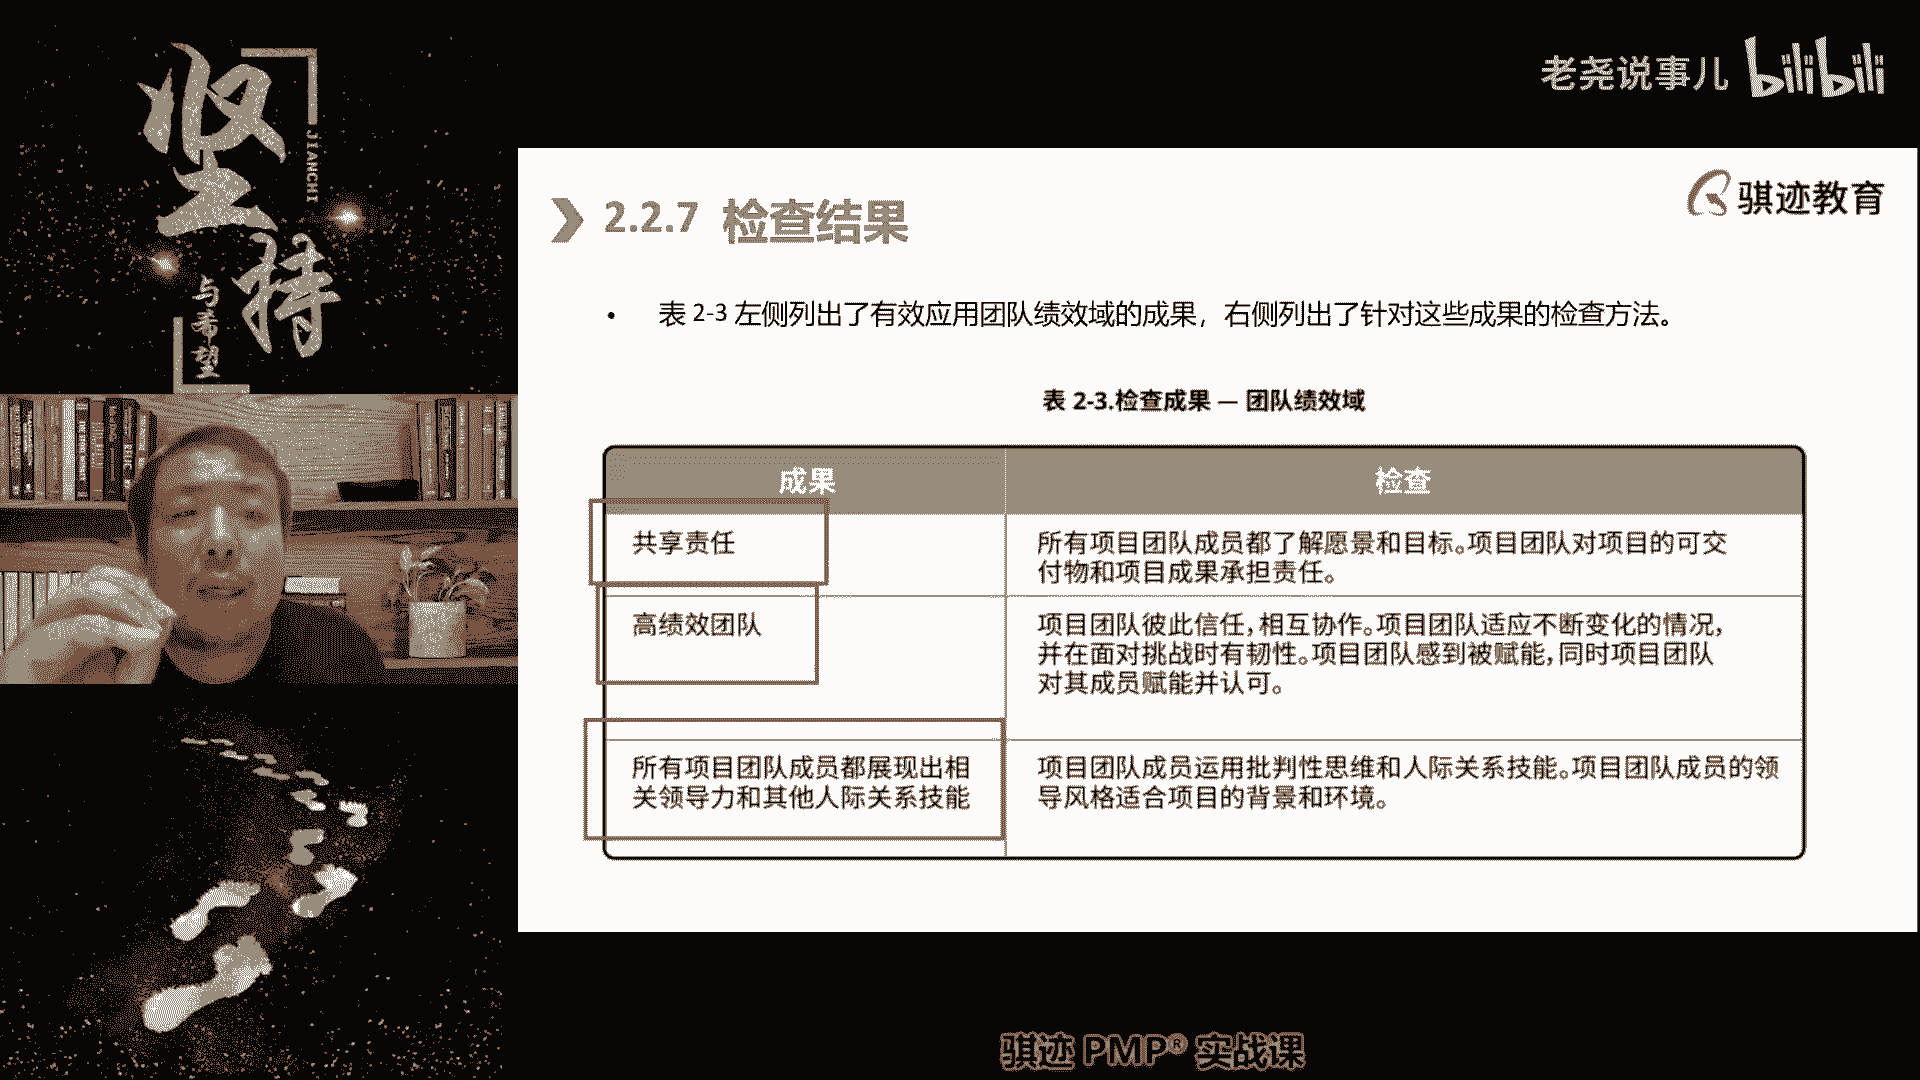 坚持
JIANCHI
与希望
老尧说事儿 bilibili
骐迹教育
2.2.7 检查结果
• 表 2-3 左侧列出了有效应用团队绩效域的成果，右侧列出了针对这些成果的检查方法。
表 2-3.检查成果 — 团队绩效域
成果
检查
共享责任
所有项目团队成员都了解愿景和目标。项目团队对项目的可交
付物和项目成果承担责任。
高绩效团队
项目团队彼此信任，相互协作。项目团队适应不断变化的情况，
并在面对挑战时有韧性。项目团队感到被赋能，同时项目团队
对其成员赋能并认可。
所有项目团队成员都展现出相
关领导力和其他人际关系技能
项目团队成员运用批判性思维和人际关系技能。项目团队成员的领
导风格适合项目的背景和环境。
骐迹 PMP® 实战课